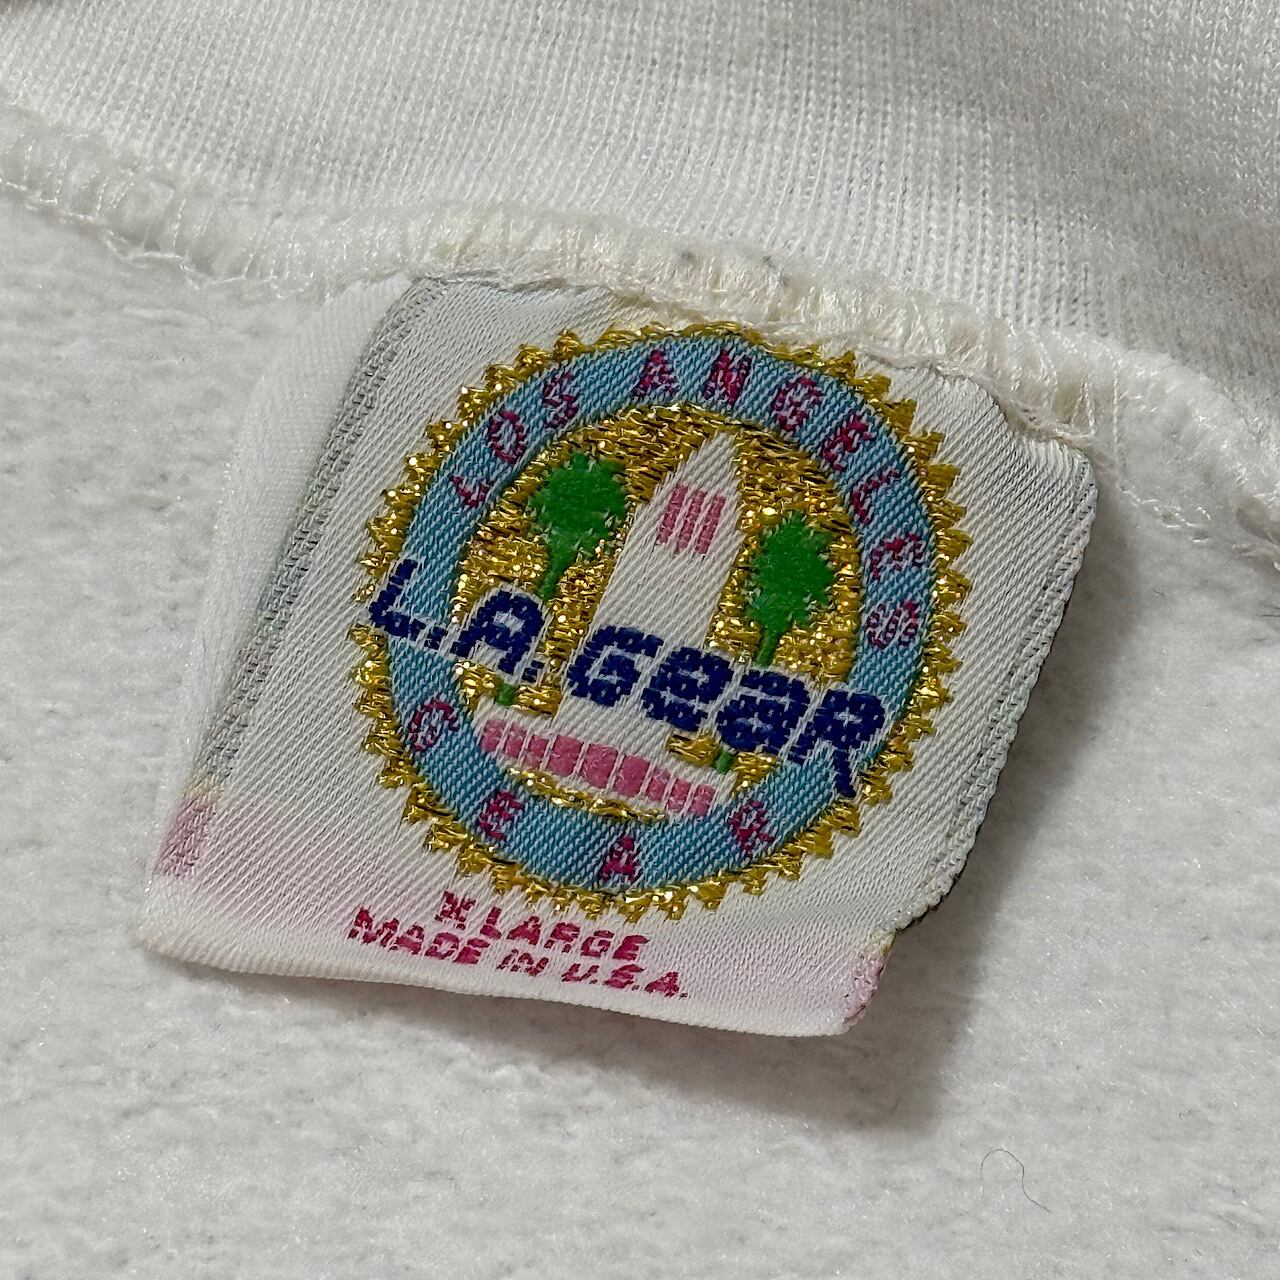 LOS ANGELES
L.A. GeaR
GEAR
X LARGE
MADE IN U.S.A.